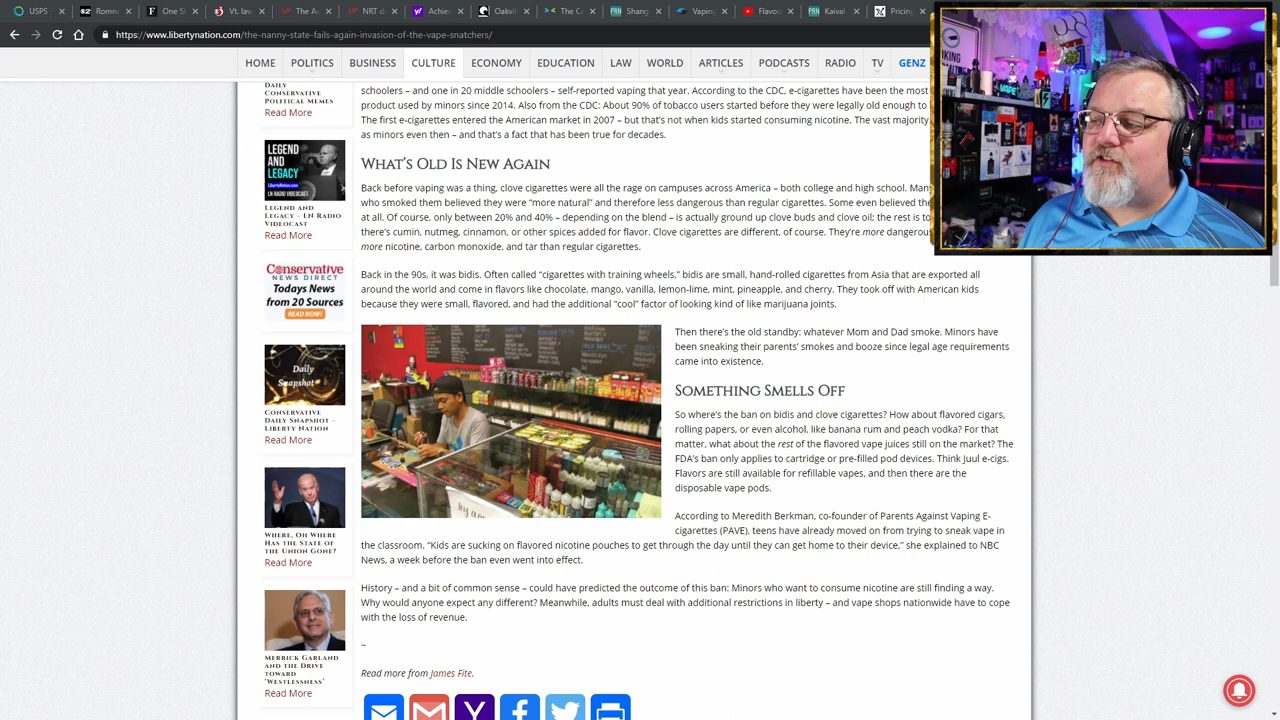 USPS
Romo
One S
Vapin
The A
NRT e
Achie
Shanc
Flavou
Kaival
Pricing
https://www.libertynation.com/the-nanny-state-fails-again-invasion-of-the-vape-snatchers/
HOME POLITICS BUSINESS CULTURE ECONOMY EDUCATION LAW WORLD ARTICLES PODCASTS RADIO TV GENZ
DAILY
CONSERVATIVE
POLITICAL MEMES
Read More
LEGEND
AND
LEGACY
LN RADIO
VIDEOCAST
LEGEND AND
LEGACY – LN RADIO
VIDEOCAST
Read More
Conservative
NEWS DIRECT
Todays News
from 20 Sources
READ NOW!
Daily
Snapshot
CONSERVATIVE
DAILY SNAPSHOT –
LIBERTY NATION
Read More
WHERE, OH WHERE
HAS THE STATE OF
THE UNION GONE?
Read More
MERRICK GARLAND
AND THE DRIVE
TOWARD
'WESTLESSNESS'
Read More
schoolers – and one in 20 middle schoolers – self-reported vaping that year. According to the CDC, e-cigarettes have been the most
product used by minors since 2014. Also from the CDC: About 90% of tobacco users started before they were legally old enough to
The first e-cigarettes entered the American market in 2007 – but that's not when kids started consuming nicotine. The vast majority
as minors even then – and that's a fact that has been true for decades.
WHAT'S OLD IS NEW AGAIN
Back before vaping was a thing, clove cigarettes were all the rage on campuses across America – both college and high school. Many
who smoked them believed they were "more natural" and therefore less dangerous than regular cigarettes. Some even believed the
at all. Of course, only between 20% and 40% – depending on the blend – is actually ground up clove buds and clove oil; the rest is to
there's cumin, nutmeg, cinnamon, or other spices added for flavor. Clove cigarettes are different, of course. They're more dangerou
more nicotine, carbon monoxide, and tar than regular cigarettes.
Back in the 90s, it was bidis. Often called "cigarettes with training wheels," bidis are small, hand-rolled cigarettes from Asia that are exported all
around the world and come in flavors like chocolate, mango, vanilla, lemon-lime, mint, pineapple, and cherry. They took off with American kids
because they were small, flavored, and had the additional "cool" factor of looking kind of like marijuana joints.
Then there's the old standby: whatever Mom and Dad smoke. Minors have
been sneaking their parents' smokes and booze since legal age requirements
came into existence.
SOMETHING SMELLS OFF
So where's the ban on bidis and clove cigarettes? How about flavored cigars,
rolling papers, or even alcohol, like banana rum and peach vodka? For that
matter, what about the rest of the flavored vape juices still on the market? The
FDA's ban only applies to cartridge or pre-filled pod devices. Think Juul e-cigs.
Flavors are still available for refillable vapes, and then there are the
disposable vape pods.
According to Meredith Berkman, co-founder of Parents Against Vaping E-
cigarettes (PAVE), teens have already moved on from trying to sneak vape in
the classroom. "Kids are sucking on flavored nicotine pouches to get through the day until they can get home to their device," she explained to NBC
News, a week before the ban even went into effect.
History – and a bit of common sense – could have predicted the outcome of this ban: Minors who want to consume nicotine are still finding a way.
Why would anyone expect any different? Meanwhile, adults must deal with additional restrictions in liberty – and vape shops nationwide have to cope
with the loss of revenue.
~
Read more from James Fite.